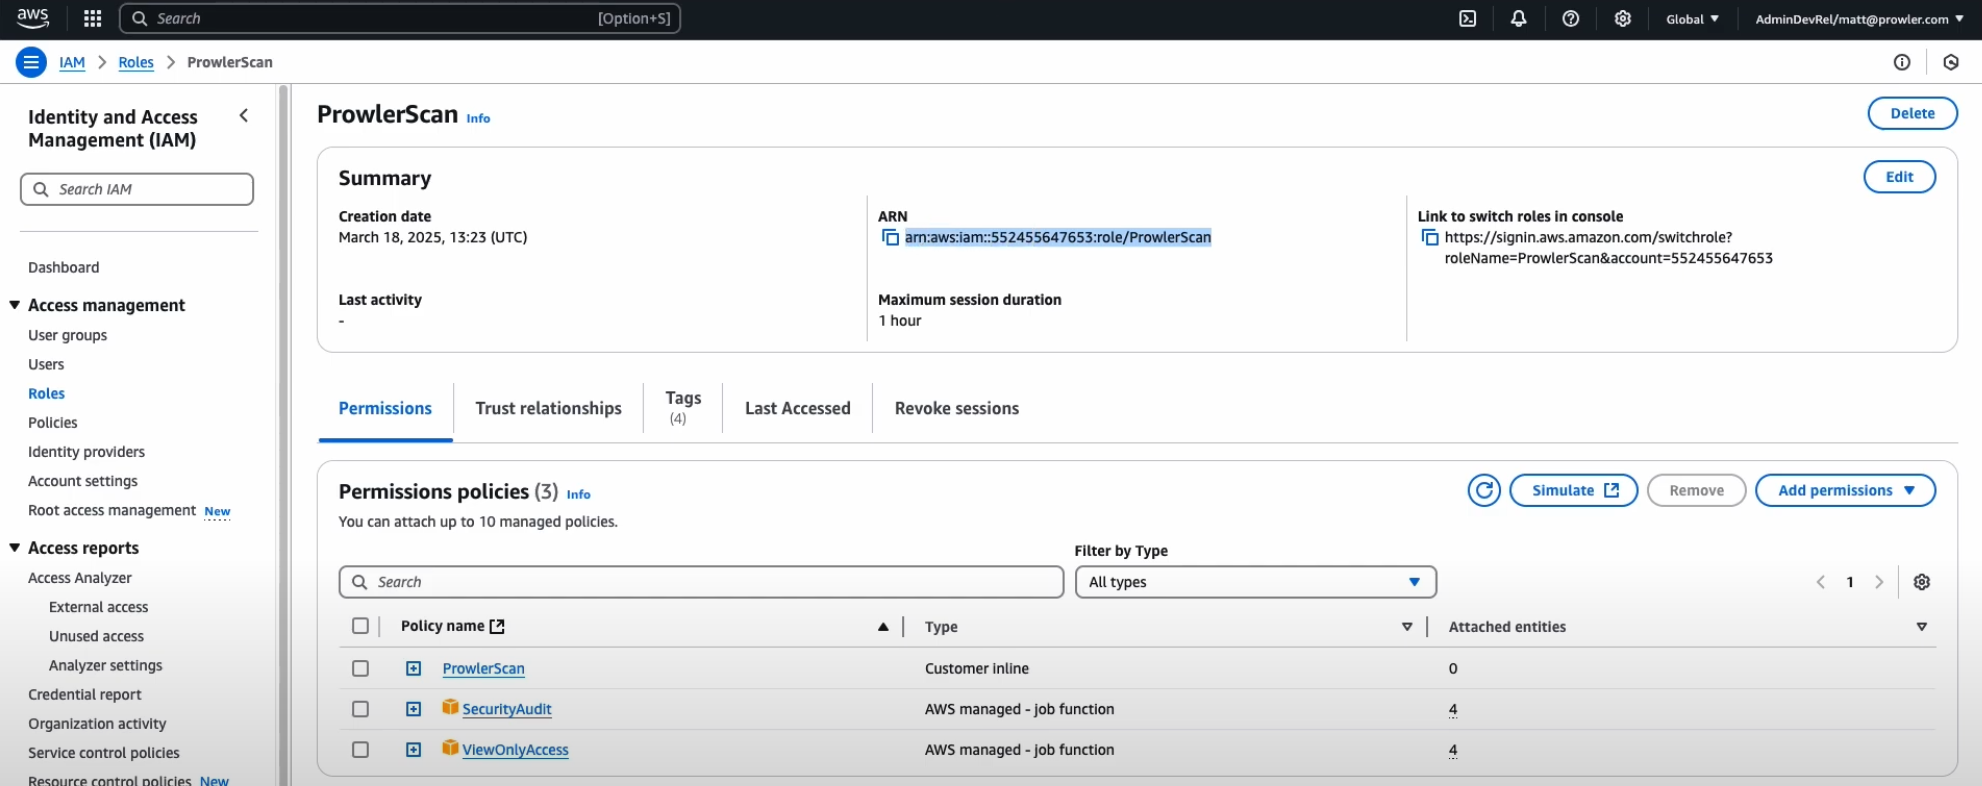 aws
Search
[Option+S]
Global
AdminDevRel/matt@prowler.com
IAM
Roles
ProwlerScan
Identity and Access
Management (IAM)
Search IAM
Dashboard
Access management
User groups
Users
Roles
Policies
Identity providers
Account settings
Root access management New
Access reports
Access Analyzer
External access
Unused access
Analyzer settings
Credential report
Organization activity
Service control policies
Resource control policies New
ProwlerScan Info
Delete
Summary
Edit
Creation date
March 18, 2025, 13:23 (UTC)
Last activity
-
ARN
arn:aws:iam::552455647653:role/ProwlerScan
Maximum session duration
1 hour
Link to switch roles in console
https://signin.aws.amazon.com/switchrole?
roleName=ProwlerScan&account=552455647653
Permissions
Trust relationships
Tags
(4)
Last Accessed
Revoke sessions
Permissions policies (3) Info
You can attach up to 10 managed policies.
Simulate
Remove
Add permissions
Filter by Type
Search
All types
1
Policy name
Type
Attached entities
ProwlerScan
Customer inline
0
SecurityAudit
AWS managed - job function
4
ViewOnlyAccess
AWS managed - job function
4